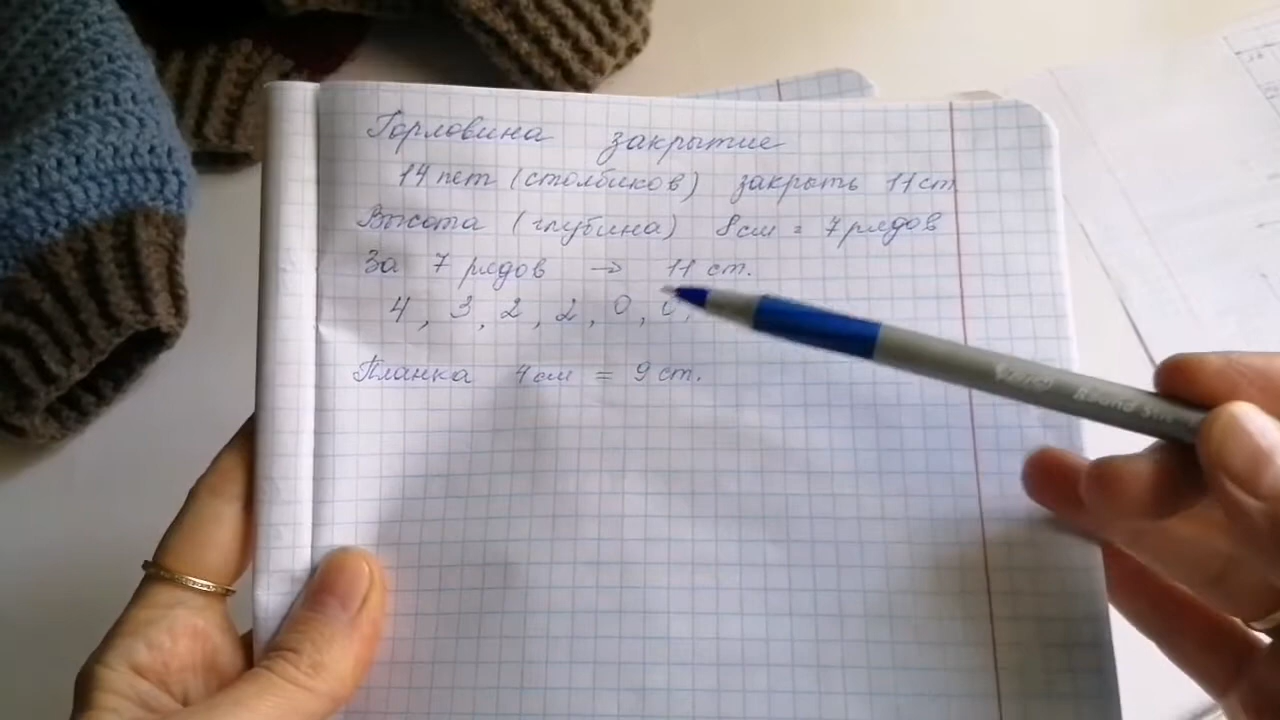 Горловина закрытие
14 пет (столбиков) закрыть 11 ст
Высота (глубина) 8 см = 7 рядов
За 7 рядов → 11 ст.
4, 3, 2, 2, 0, 0,
Планка 4 см = 9 ст.